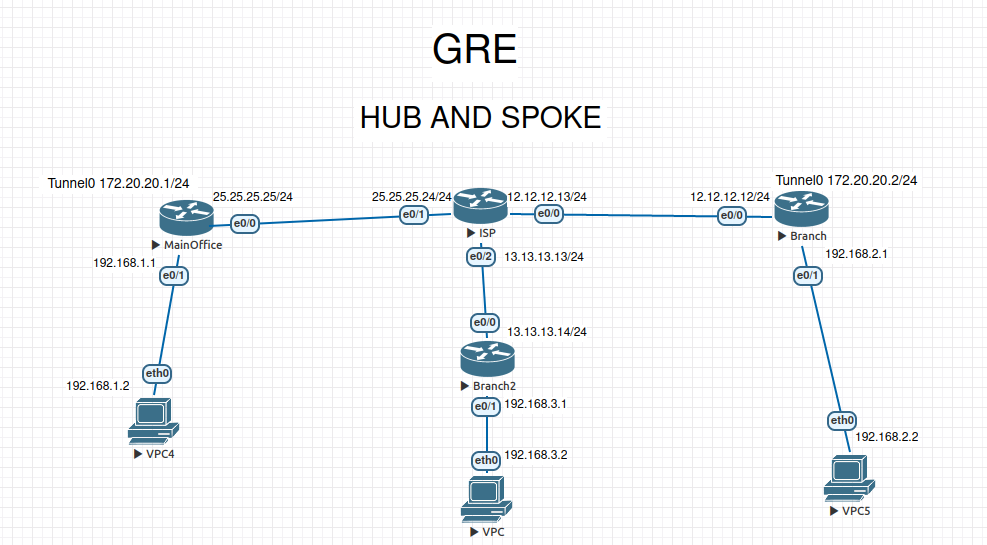 GRE
HUB AND SPOKE
Tunnel0 172.20.20.1/24
Tunnel0 172.20.20.2/24
25.25.25.25/24
25.25.25.24/24
12.12.12.13/24
12.12.12.12/24
e0/0
e0/1
e0/0
e0/0
MainOffice
ISP
Branch
192.168.1.1
e0/1
e0/2
13.13.13.13/24
192.168.2.1
e0/1
e0/0
13.13.13.14/24
eth0
192.168.1.2
Branch2
e0/1
192.168.3.1
VPC4
eth0
192.168.3.2
eth0
192.168.2.2
VPC
VPC5